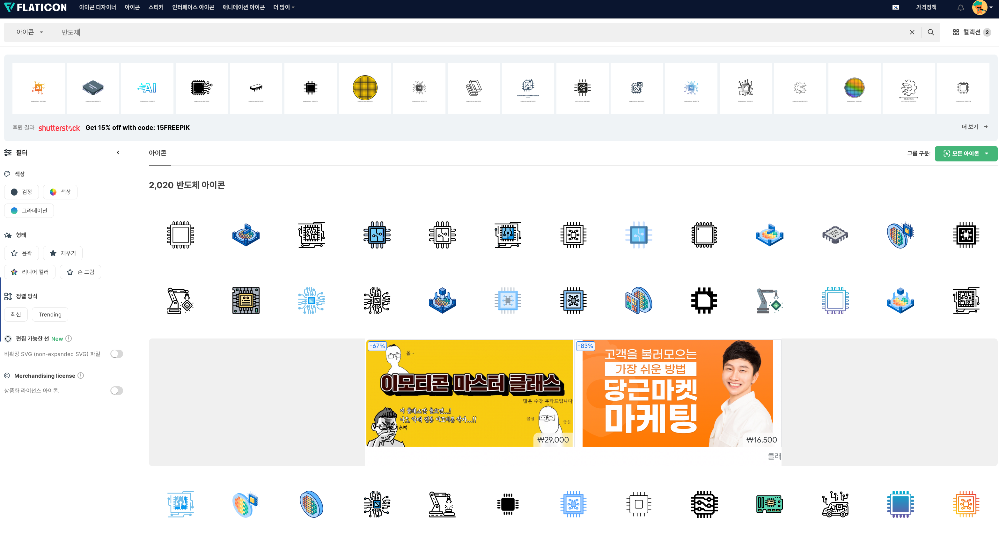 FLATICON
아이콘 디자이너 아이콘 스티커 인터페이스 아이콘 애니메이션 아이콘 더 많이
가격정책
아이콘 반도체
컬렉션 2
AI
AI
AI
COMPUTER MICROPROCESSOR
AI
후원 결과 shutterstock Get 15% off with code: 15FREEPIK
더 보기
필터
아이콘
그룹 구분: 모든 아이콘
색상
2,020 반도체 아이콘
검정 색상
그라데이션
형태
윤곽 채우기
리니어 컬러 손 그림
정렬 방식
최신 Trending
편집 가능한 선 New
비확장 SVG (non-expanded SVG) 파일
Merchandising license
상품화 라이선스 아이콘.
-67%
올~
이모티콘 마스터 클래스
많은 수강 부탁드립니다
이 클래스만 들으면...!
나도 억대 연봉 이모티콘 작가...!!
씨익
굽실
굽실
₩29,000
-83%
고객을 불러모으는
가장 쉬운 방법
당근마켓
마케팅
₩16,500
클래